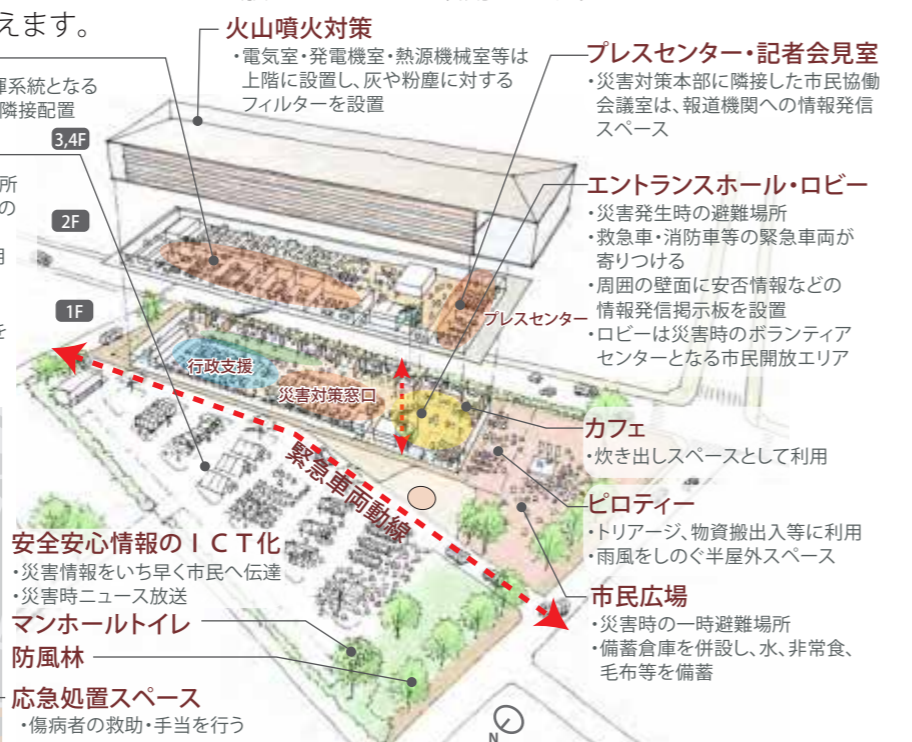 えます。
火山噴火対策
・電気室・発電機室・熱源機械室等は
上階に設置し、灰や粉塵に対する
フィルターを設置
プレスセンター・記者会見室
・災害対策本部に隣接した市民協働
会議室は、報道機関への情報発信
スペース
揮系統となる
隣接配置
3,4F
所
の
2F
用
1F
を
エントランスホール・ロビー
・災害発生時の避難場所
・救急車・消防車等の緊急車両が
寄りつける
・周囲の壁面に安否情報などの
情報発信掲示板を設置
・ロビーは災害時のボランティア
センターとなる市民開放エリア
プレスセンター
行政支援
災害対策窓口
緊急車両動線
カフェ
・炊き出しスペースとして利用
ピロティー
・トリアージ、物資搬出入等に利用
・雨風をしのぐ半屋外スペース
市民広場
・災害時の一時避難場所
・備蓄倉庫を併設し、水、非常食、
毛布等を備蓄
安全安心情報のＩＣＴ化
・災害情報をいち早く市民へ伝達
・災害時ニュース放送
マンホールトイレ
防風林
応急処置スペース
・傷病者の救助・手当を行う
N